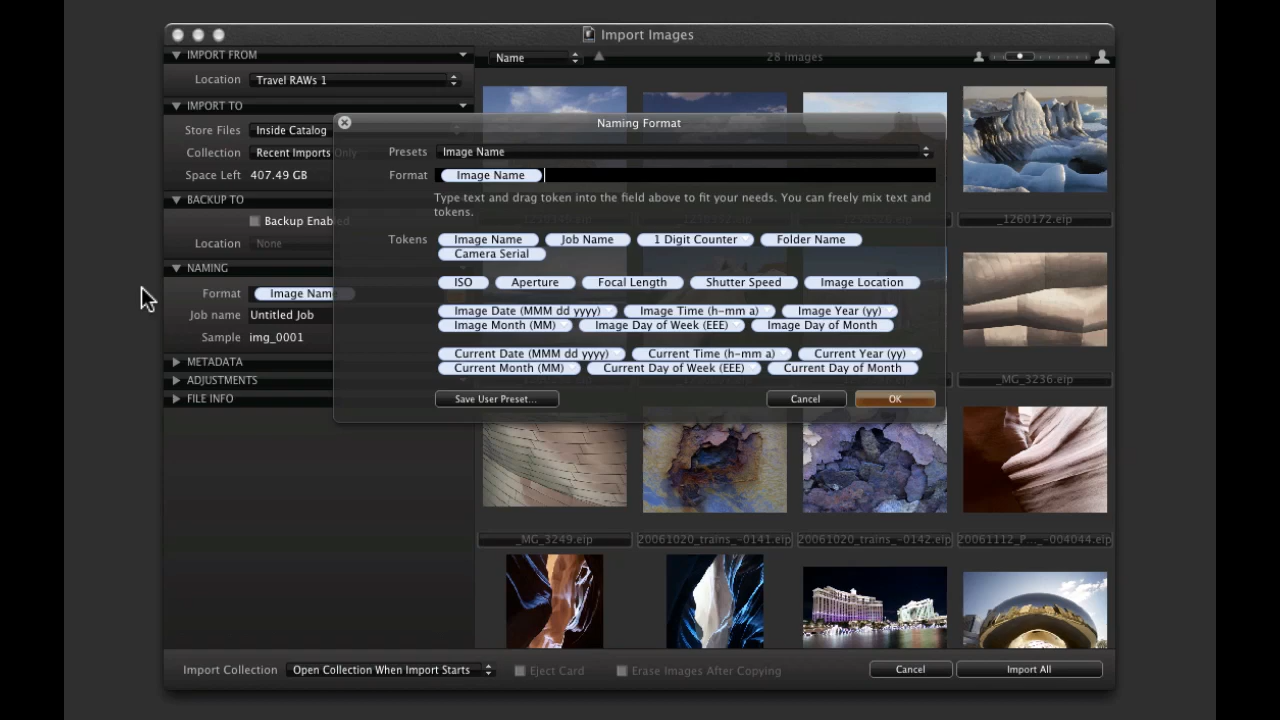 Import Images
IMPORT FROM
Name
28 images
Location Travel RAWs 1
IMPORT TO
Store Files Inside Catalog
Collection Recent Imports Only
Space Left 407.49 GB
BACKUP TO
Backup Enab
Location None
NAMING
Format Image Name
Job name Untitled Job
Sample img_0001
METADATA
ADJUSTMENTS
FILE INFO
Naming Format
Presets Image Name
Format Image Name
Type text and drag token into the field above to fit your needs. You can freely mix text and
tokens.
Tokens Image Name Job Name 1 Digit Counter Folder Name
Camera Serial
ISO Aperture Focal Length Shutter Speed Image Location
Image Date (MMM dd yyyy) Image Time (h-mm a) Image Year (yy)
Image Month (MM) Image Day of Week (EEE) Image Day of Month
Current Date (MMM dd yyyy) Current Time (h-mm a) Current Year (yy)
Current Month (MM) Current Day of Week (EEE) Current Day of Month
Save User Preset... Cancel OK
_1260172.eip
_MG_3236.eip
_MG_3249.eip 20061020_trains_-0141.eip 20061020_trains_-0142.eip 20061112_P..._-004044.eip
Import Collection Open Collection When Import Starts Eject Card Erase Images After Copying Cancel Import All